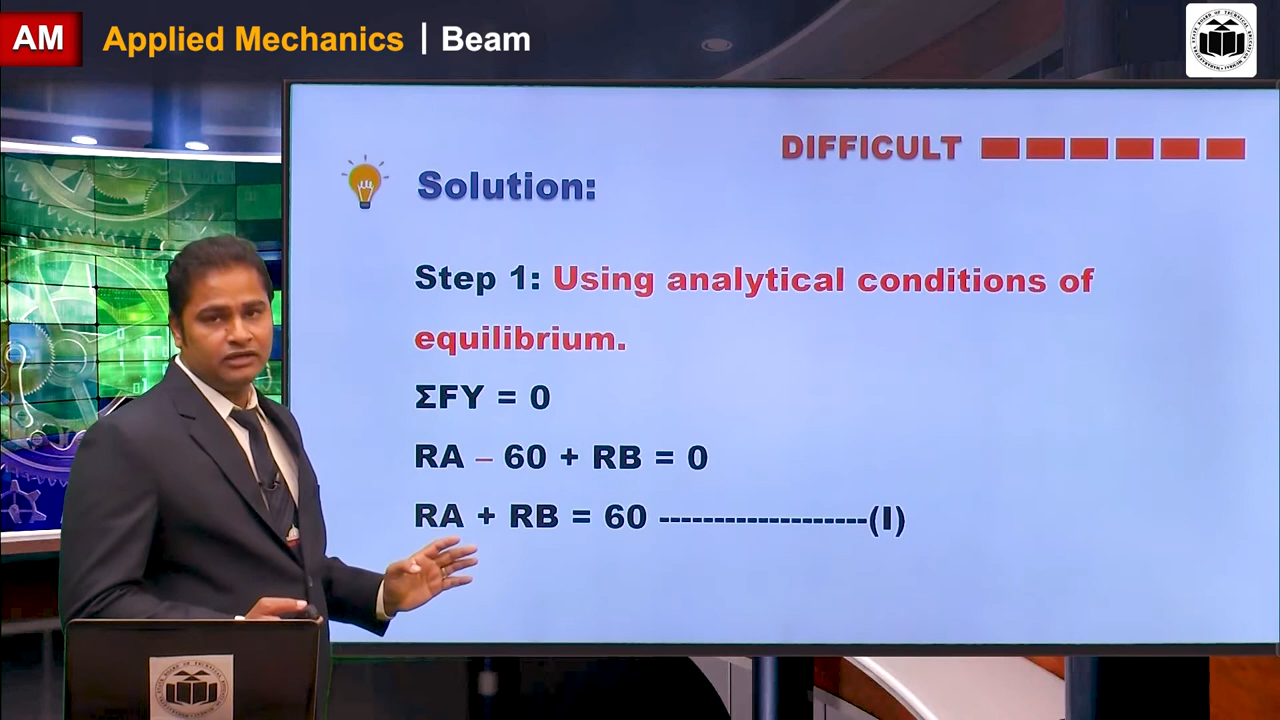 AM Applied Mechanics | Beam
DIFFICULT
Solution:
Step 1: Using analytical conditions of
equilibrium.
ΣFY = 0
RA – 60 + RB = 0
RA + RB = 60 -------------------(I)